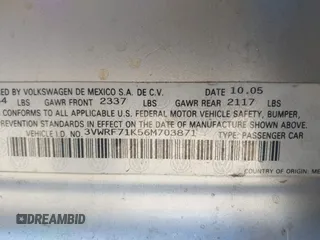 ED BY VOLKSWAGEN DE MEXICO S.A. DE C.V. DATE 10.05
LBS GAWR FRONT 2337 LBS GAWR REAR 2117 LBS
CONFORMS TO ALL APPLICABLE U.S. FEDERAL MOTOR VEHICLE SAFETY, BUMPER,
PREVENTION STANDARDS IN EFFECT ON THE DATE OF MANUFACTURE SHOWN ABOVE.
VEHICLE I.D. NO. 3VWRF71K56M703871 TYPE: PASSENGER CAR
COUNTRY OF ORIGIN: ME
DREAMBID